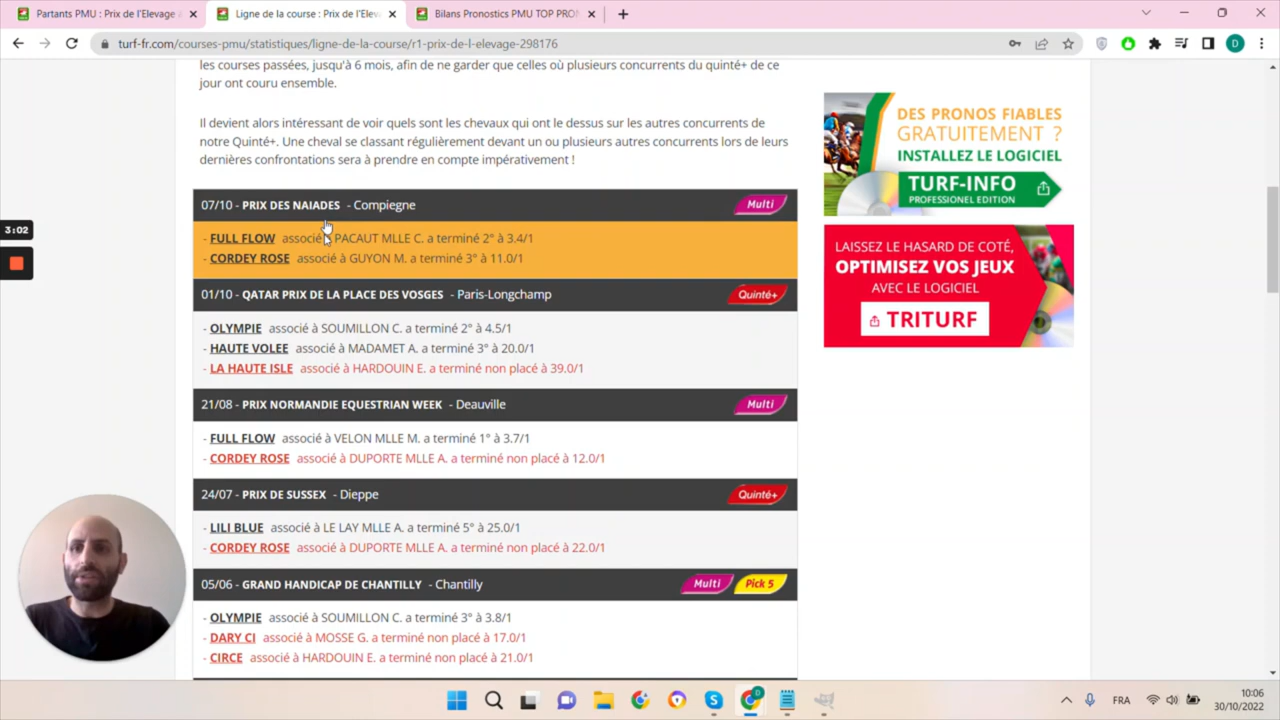 Partants PMU : Prix de l'Elevage
Ligne de la course : Prix de l'Elev
Bilans Pronostics PMU TOP PRO
turf-fr.com/courses-pmu/statistiques/ligne-de-la-course/r1-prix-de-l-elevage-298176
D
les courses passées, jusqu'à 6 mois, afin de ne garder que celles où plusieurs concurrents du quinté+ de ce
jour ont couru ensemble.
Il devient alors intéressant de voir quels sont les chevaux qui ont le dessus sur les autres concurrents de
notre Quinté+. Une cheval se classant régulièrement devant un ou plusieurs autres concurrents lors de leurs
dernières confrontations sera à prendre en compte impérativement !
07/10 - PRIX DES NAIADES - Compiegne Multi
- FULL FLOW associé à PACAUT MLLE C. a terminé 2° à 3.4/1
- CORDEY ROSE associé à GUYON M. a terminé 3° à 11.0/1
01/10 - QATAR PRIX DE LA PLACE DES VOSGES - Paris-Longchamp Quinté+
- OLYMPIE associé à SOUMILLON C. a terminé 2° à 4.5/1
- HAUTE VOLEE associé à MADAMET A. a terminé 3° à 20.0/1
- LA HAUTE ISLE associé à HARDOUIN E. a terminé non placé à 39.0/1
21/08 - PRIX NORMANDIE EQUESTRIAN WEEK - Deauville Multi
- FULL FLOW associé à VELON MLLE M. a terminé 1° à 3.7/1
- CORDEY ROSE associé à DUPORTE MLLE A. a terminé non placé à 12.0/1
24/07 - PRIX DE SUSSEX - Dieppe Quinté+
- LILI BLUE associé à LE LAY MLLE A. a terminé 5° à 25.0/1
- CORDEY ROSE associé à DUPORTE MLLE A. a terminé non placé à 22.0/1
05/06 - GRAND HANDICAP DE CHANTILLY - Chantilly Multi Pick 5
- OLYMPIE associé à SOUMILLON C. a terminé 3° à 3.8/1
- DARY CI associé à MOSSE G. a terminé non placé à 17.0/1
- CIRCE associé à HARDOUIN E. a terminé non placé à 21.0/1
DES PRONOS FIABLES
GRATUITEMENT ?
INSTALLEZ LE LOGICIEL
TURF-INFO
PROFESSIONEL EDITION
LAISSEZ LE HASARD DE COTÉ,
OPTIMISEZ VOS JEUX
AVEC LE LOGICIEL
TRITURF
3:02
D
FRA
10:06
30/10/2022